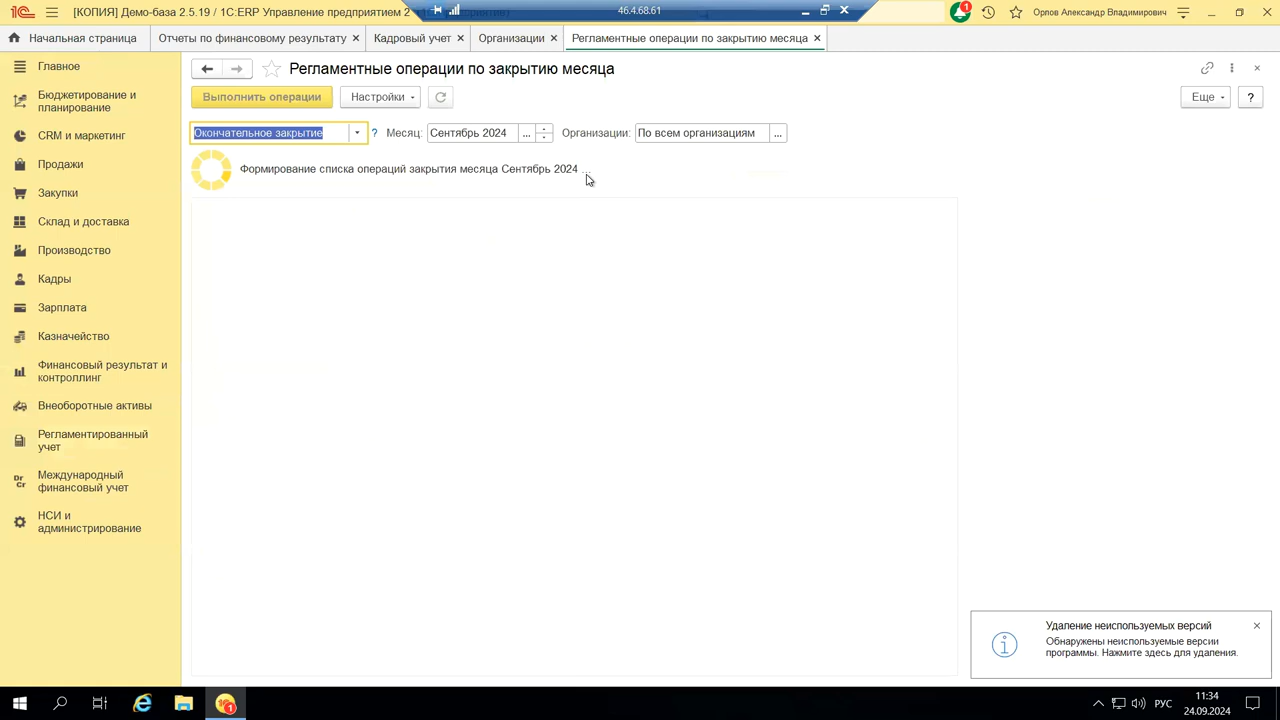 [КОПИЯ] Демо-база 2.5.19 / 1С:ERP Управление предприятием 2
46.4.68.61
1
Орлов Александр Владимирович
Начальная страница
Отчеты по финансовому результату
Кадровый учет
Организации
Регламентные операции по закрытию месяца
Главное
Бюджетирование и
планирование
CRM и маркетинг
Продажи
Закупки
Склад и доставка
Производство
Кадры
Зарплата
Казначейство
Финансовый результат и
контроллинг
Внеоборотные активы
Регламентированный
учет
Dr
Cr
Международный
финансовый учет
НСИ и
администрирование
Регламентные операции по закрытию месяца
Выполнить операции
Настройки
Еще
?
Окончательное закрытие
?
Месяц: Сентябрь 2024 ...
Организации: По всем организациям ...
Формирование списка операций закрытия месяца Сентябрь 2024 ...
Удаление неиспользуемых версий
Обнаружены неиспользуемые версии
программы. Нажмите здесь для удаления.
1
РУС
11:34
24.09.2024